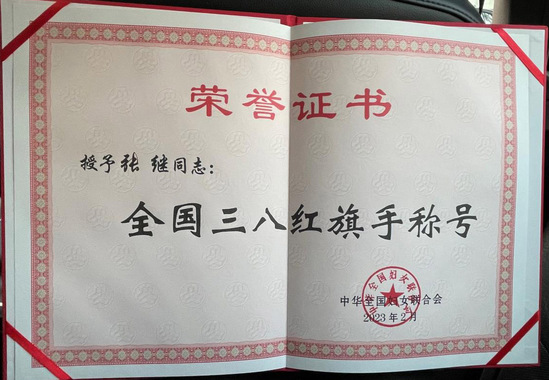 荣誉证书
授予张 继同志:
全国三八红旗手称号
中华全国妇女联合会
2023年2月